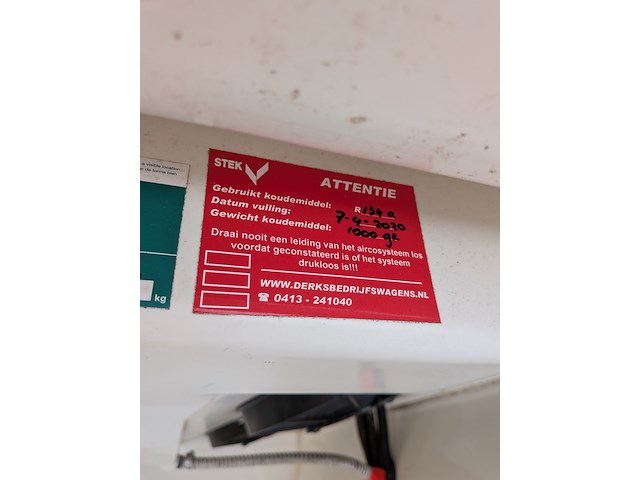 STEK
ATTENTIE
Gebruikt koudemiddel: R134a
Datum vulling: 7-4-2020
Gewicht koudemiddel: 1000 gr
Draai nooit een leiding van het aircosysteem los
voordat geconstateerd is of het systeem
drukloos is!!!
WWW.DERKSBEDRIJFSWAGENS.NL
☎ 0413 - 241040
kg